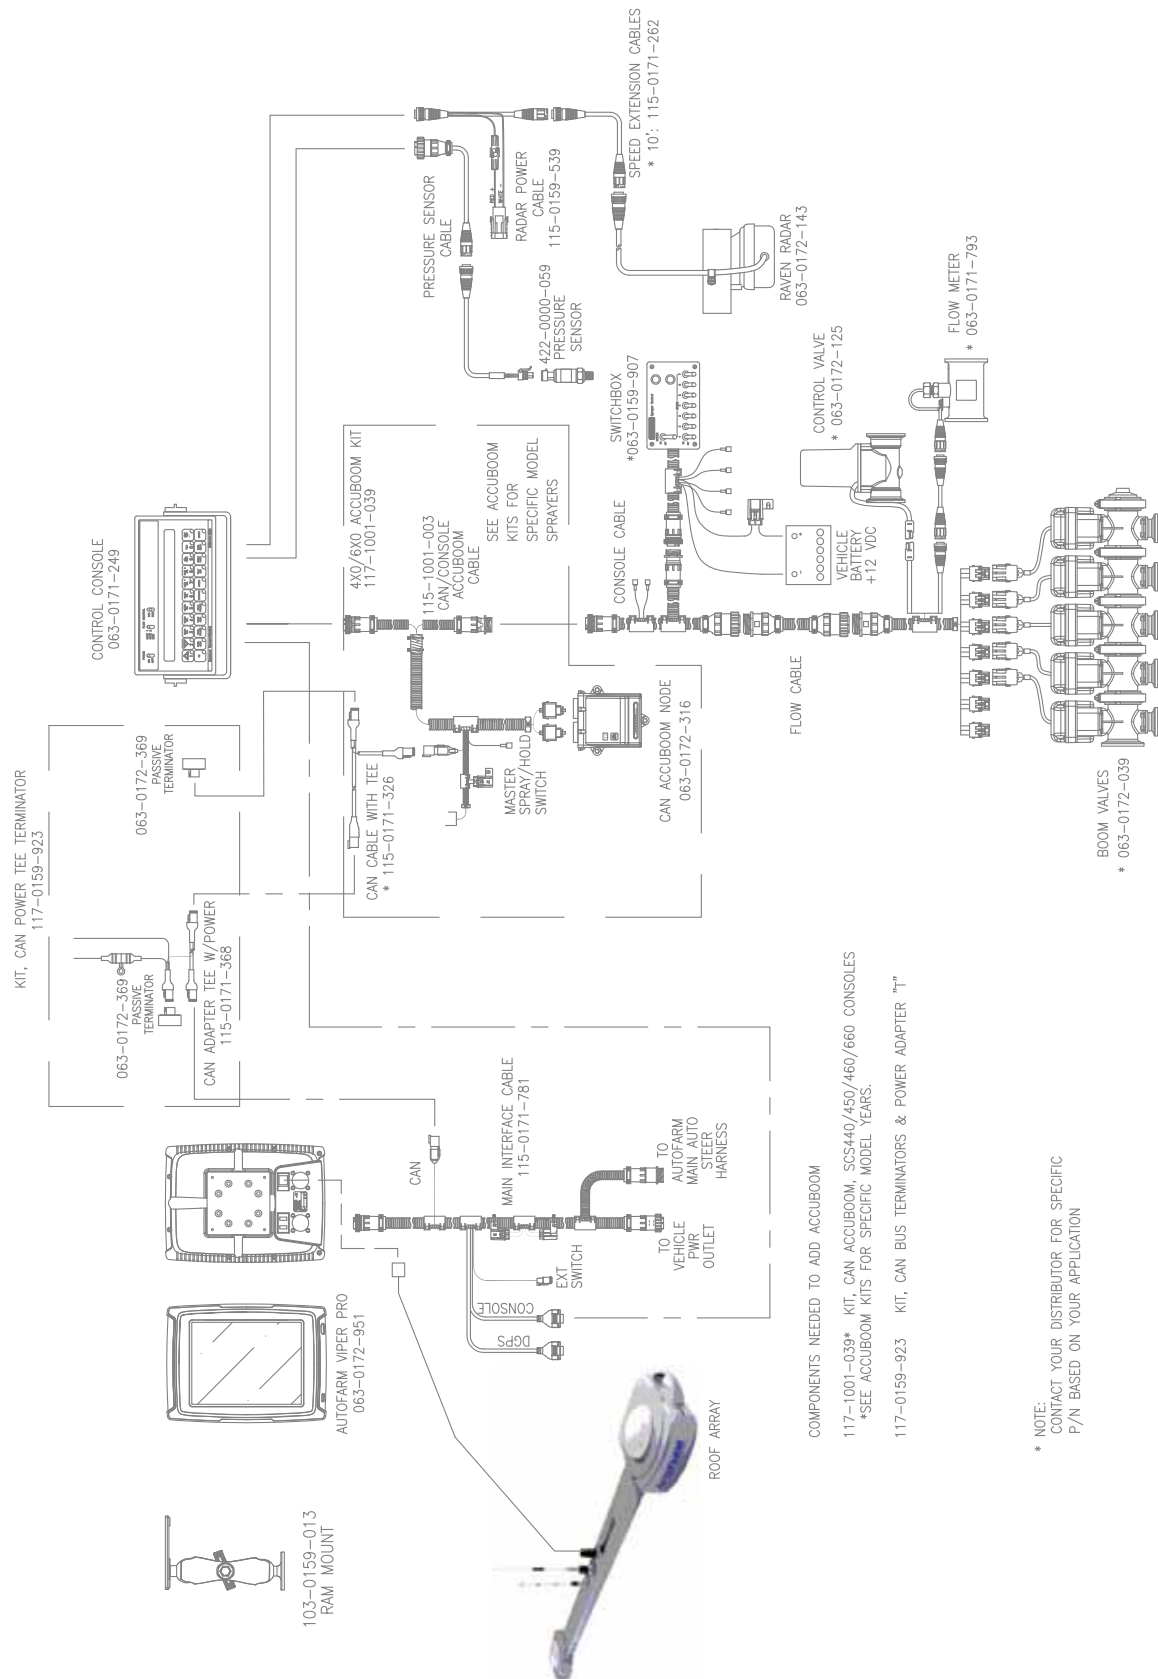 103-0159-013
RAM MOUNT
AUTOFARM VIPER PRO
063-0172-951
KIT, CAN POWER TEE TERMINATOR
117-0159-923
063-0172-369
PASSIVE
TERMINATOR
CAN ADAPTER TEE W/POWER
115-0171-368
063-0172-369
PASSIVE
TERMINATOR
CONTROL CONSOLE
063-0171-249
PRESSURE SENSOR
CABLE
RED +
WHITE -
RADAR POWER
CABLE
115-0159-539
SPEED EXTENSION CABLES
* 10': 115-0171-262
422-0000-059
PRESSURE
SENSOR
RAVEN RADAR
063-0172-143
4X0/6X0 ACCUBOOM KIT
117-1001-039
115-1001-003
CAN/CONSOLE
ACCUBOOM
CABLE
SEE ACCUBOOM
KITS FOR
SPECIFIC MODEL
SPRAYERS
CAN CABLE WITH TEE
* 115-0171-326
MASTER
SPRAY/HOLD
SWITCH
CAN ACCUBOOM NODE
063-0172-316
CONSOLE CABLE
SWITCHBOX
*063-0159-907
VEHICLE
BATTERY
+12 VDC
CONTROL VALVE
* 063-0172-125
FLOW METER
* 063-0171-793
FLOW CABLE
BOOM VALVES
* 063-0172-039
CAN
MAIN INTERFACE CABLE
115-0171-781
DGPS
CONSOLE
EXT
SWITCH
TO
VEHICLE
PWR
OUTLET
TO
AUTOFARM
MAIN AUTO
STEER
HARNESS
ROOF ARRAY
COMPONENTS NEEDED TO ADD ACCUBOOM
117-1001-039* KIT, CAN ACCUBOOM, SCS440/450/460/660 CONSOLES
*SEE ACCUBOOM KITS FOR SPECIFIC MODEL YEARS.
117-0159-923 KIT, CAN BUS TERMINATORS & POWER ADAPTER "T"
* NOTE:
CONTACT YOUR DISTRIBUTOR FOR SPECIFIC
P/N BASED ON YOUR APPLICATION